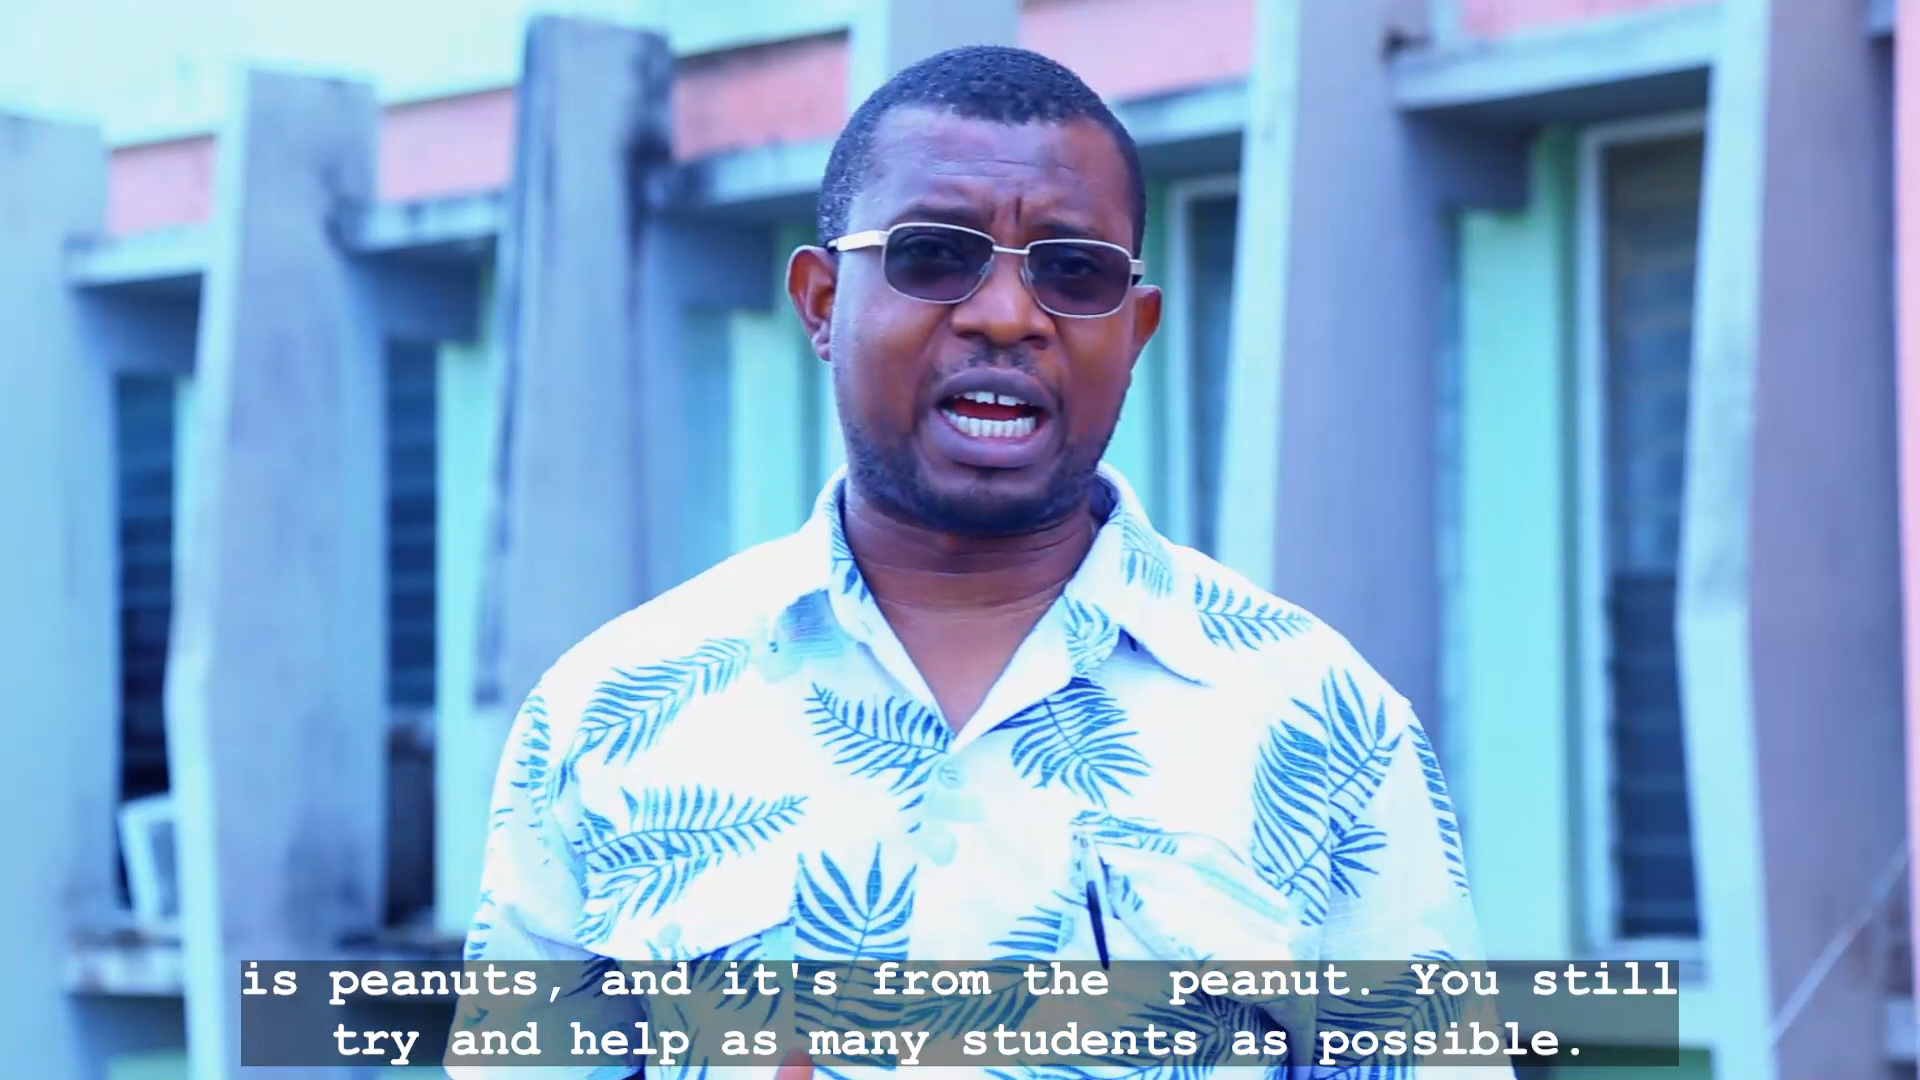 is peanuts, and it's from the  peanut. You still
try and help as many students as possible.